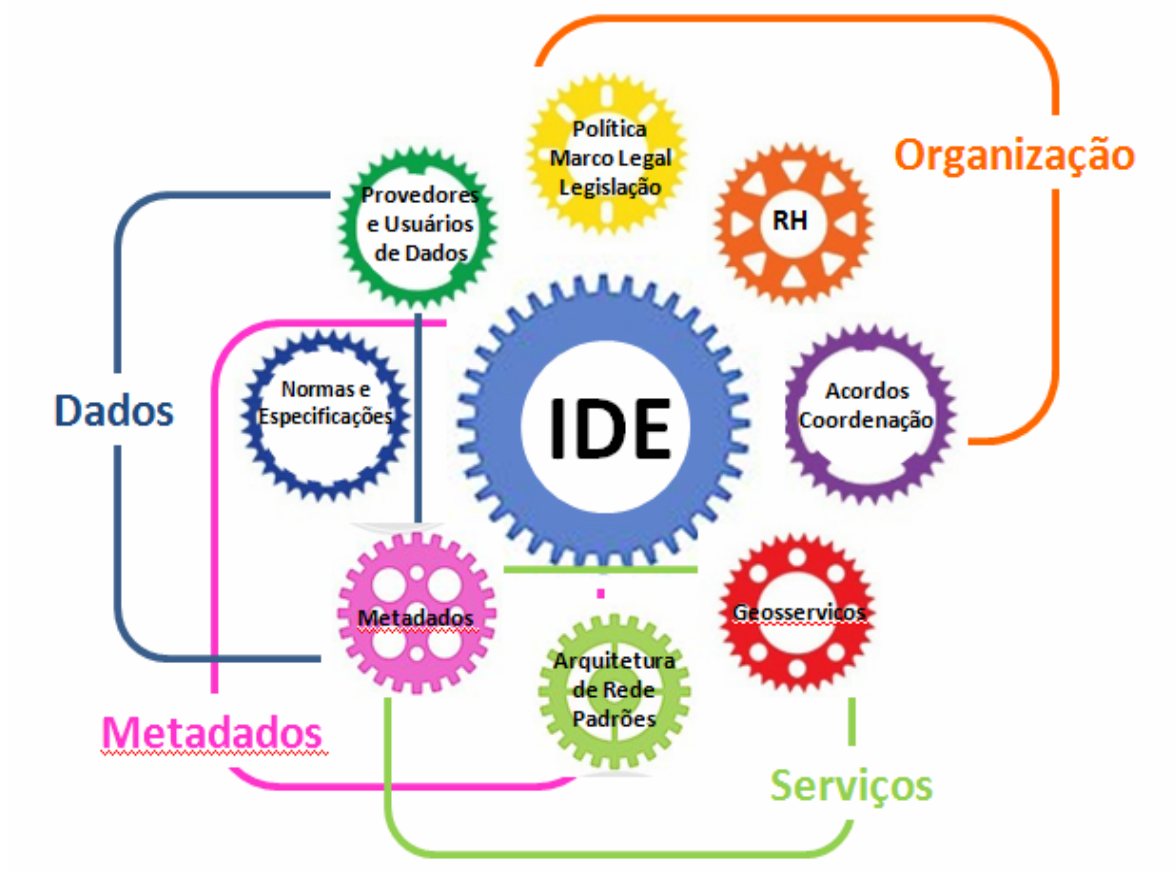 Política
Marco Legal
Legislação
Organização
Provedores
e Usuários
de Dados
RH
Normas e
Especificações
IDE
Acordos
Coordenação
Dados
Metadados
Geosserviços
Arquitetura
de Rede
Padrões
Metadados
Serviços